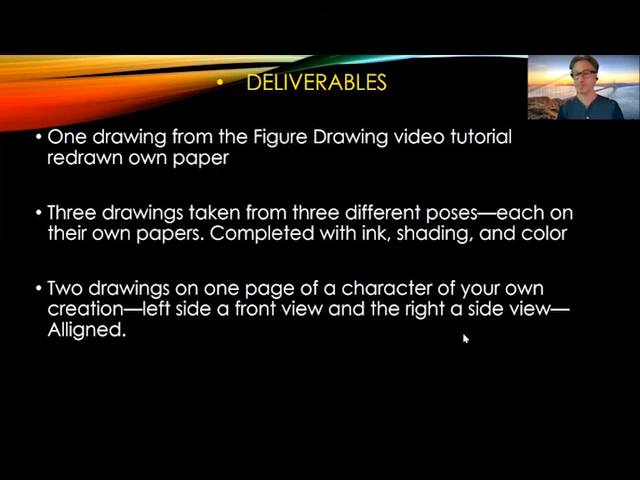 • DELIVERABLES
• One drawing from the Figure Drawing video tutorial
redrawn own paper
• Three drawings taken from three different poses—each on
their own papers. Completed with ink, shading, and color
• Two drawings on one page of a character of your own
creation—left side a front view and the right a side view—
Alligned.